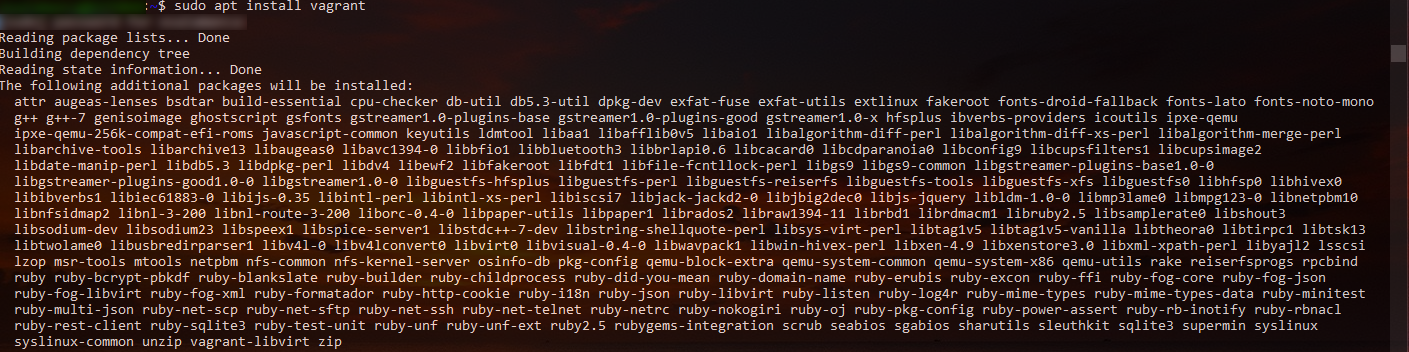 :~$ sudo apt install vagrant
Reading package lists... Done
Building dependency tree
Reading state information... Done
The following additional packages will be installed:
attr augeas-lenses bsdtar build-essential cpu-checker db-util db5.3-util dpkg-dev exfat-fuse exfat-utils extlinux fakeroot fonts-droid-fallback fonts-lato fonts-noto-mono
g++ g++-7 genisoimage ghostscript gsfonts gstreamer1.0-plugins-base gstreamer1.0-plugins-good gstreamer1.0-x hfsplus ibverbs-providers icoutils ipxe-qemu
ipxe-qemu-256k-compat-efi-roms javascript-common keyutils ldmtool libaa1 libafflib0v5 libaio1 libalgorithm-diff-perl libalgorithm-diff-xs-perl libalgorithm-merge-perl
libarchive-tools libarchive13 libaugeas0 libavc1394-0 libbfio1 libbluetooth3 libbrlapi0.6 libcacard0 libcdparanoia0 libconfig9 libcupsfilters1 libcupsimage2
libdate-manip-perl libdb5.3 libdpkg-perl libdv4 libewf2 libfakeroot libfdt1 libfile-fcntllock-perl libgs9 libgs9-common libgstreamer-plugins-base1.0-0
libgstreamer-plugins-good1.0-0 libgstreamer1.0-0 libguestfs-hfsplus libguestfs-perl libguestfs-reiserfs libguestfs-tools libguestfs-xfs libguestfs0 libhfsp0 libhivex0
libibverbs1 libiec61883-0 libijs-0.35 libintl-perl libintl-xs-perl libiscsi7 libjack-jackd2-0 libjbig2dec0 libjs-jquery libldm-1.0-0 libmp3lame0 libmpg123-0 libnetpbm10
libnfsidmap2 libnl-3-200 libnl-route-3-200 liborc-0.4-0 libpaper-utils libpaper1 librados2 libraw1394-11 librbd1 librdmacm1 libruby2.5 libsamplerate0 libshout3
libsodium-dev libsodium23 libspeex1 libspice-server1 libstdc++-7-dev libstring-shellquote-perl libsys-virt-perl libtag1v5 libtag1v5-vanilla libtheora0 libtirpc1 libtsk13
libtwolame0 libusbredirparser1 libv4l-0 libv4lconvert0 libvirt0 libvisual-0.4-0 libwavpack1 libwin-hivex-perl libxen-4.9 libxenstore3.0 libxml-xpath-perl libyajl2 lsscsi
lzop msr-tools mtools netpbm nfs-common nfs-kernel-server osinfo-db pkg-config qemu-block-extra qemu-system-common qemu-system-x86 qemu-utils rake reiserfsprogs rpcbind
ruby ruby-bcrypt-pbkdf ruby-blankslate ruby-builder ruby-childprocess ruby-did-you-mean ruby-domain-name ruby-erubis ruby-excon ruby-ffi ruby-fog-core ruby-fog-json
ruby-fog-libvirt ruby-fog-xml ruby-formatador ruby-http-cookie ruby-i18n ruby-json ruby-libvirt ruby-listen ruby-log4r ruby-mime-types ruby-mime-types-data ruby-minitest
ruby-multi-json ruby-net-scp ruby-net-sftp ruby-net-ssh ruby-net-telnet ruby-netrc ruby-nokogiri ruby-oj ruby-pkg-config ruby-power-assert ruby-rb-inotify ruby-rbnacl
ruby-rest-client ruby-sqlite3 ruby-test-unit ruby-unf ruby-unf-ext ruby2.5 rubygems-integration scrub seabios sgabios sharutils sleuthkit sqlite3 supermin syslinux
syslinux-common unzip vagrant-libvirt zip